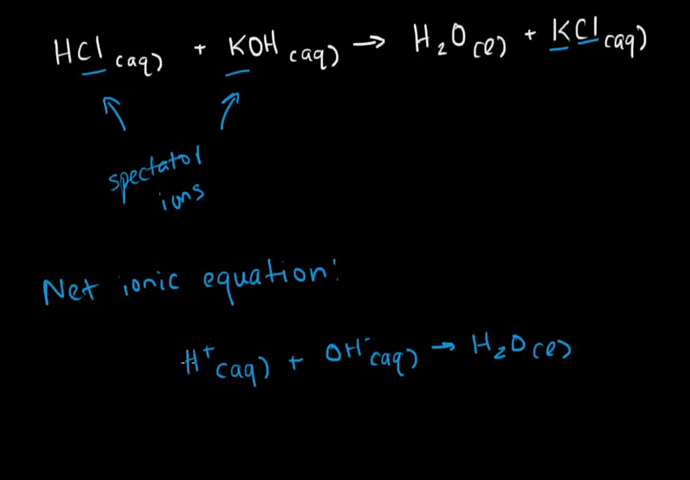 HCl(aq) + KOH(aq) → H₂O(l) + KCl(aq)
spectator
ions
Net ionic equation:
H⁺(aq) + OH⁻(aq) → H₂O(l)